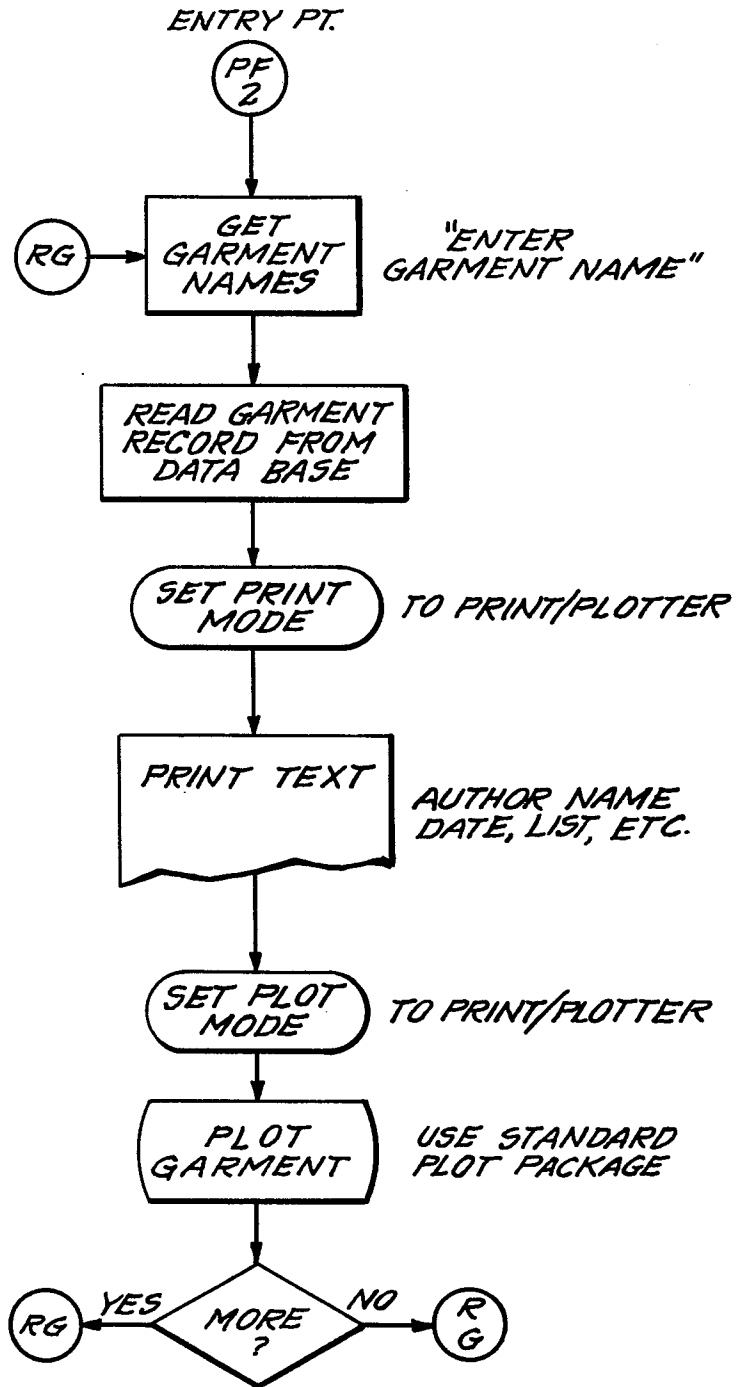 ENTRY PT.
PF
2
RG
GET
GARMENT
NAMES
"ENTER
GARMENT NAME"
READ GARMENT
RECORD FROM
DATA BASE
SET PRINT
MODE
TO PRINT/PLOTTER
PRINT TEXT
AUTHOR NAME
DATE, LIST, ETC.
SET PLOT
MODE
TO PRINT/PLOTTER
PLOT
GARMENT
USE STANDARD
PLOT PACKAGE
RG
YES
MORE
?
NO
R
G